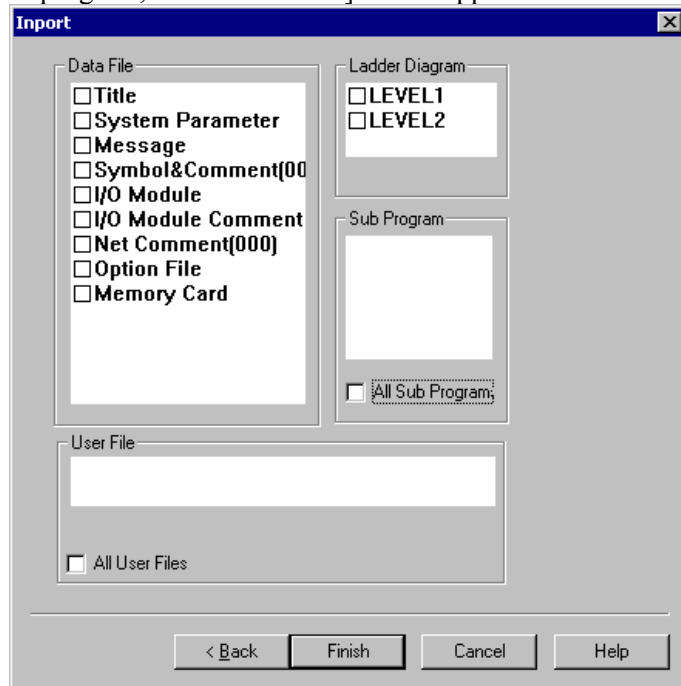 Inport
Data File
Title
System Parameter
Message
Symbol&Comment(00
I/O Module
I/O Module Comment
Net Comment(000)
Option File
Memory Card
Ladder Diagram
LEVEL1
LEVEL2
Sub Program
All Sub Program;
User File
All User Files
< Back
Finish
Cancel
Help